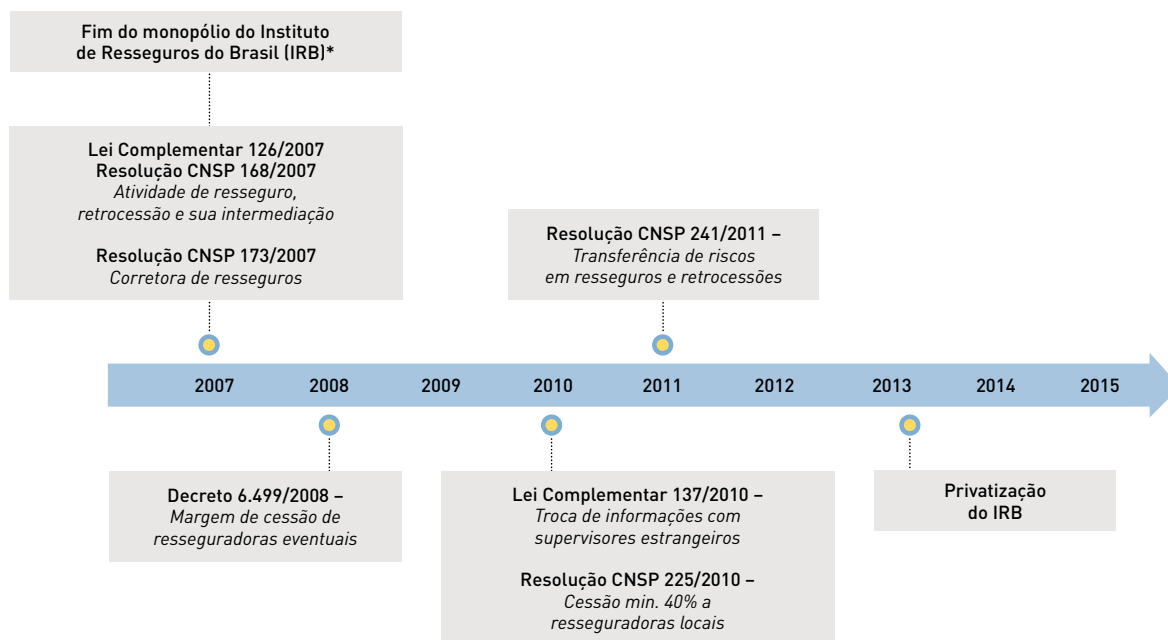 Fim do monopólio do Instituto
de Resseguros do Brasil (IRB)*
Lei Complementar 126/2007
Resolução CNSP 168/2007
Atividade de resseguro,
retrocessão e sua intermediação
Resolução CNSP 173/2007
Corretora de resseguros
Resolução CNSP 241/2011 –
Transferência de riscos
em resseguros e retrocessões
2007 2008 2009 2010 2011 2012 2013 2014 2015
Decreto 6.499/2008 –
Margem de cessão de
resseguradoras eventuais
Lei Complementar 137/2010 –
Troca de informações com
supervisores estrangeiros
Resolução CNSP 225/2010 –
Cessão min. 40% a
resseguradoras locais
Privatização
do IRB